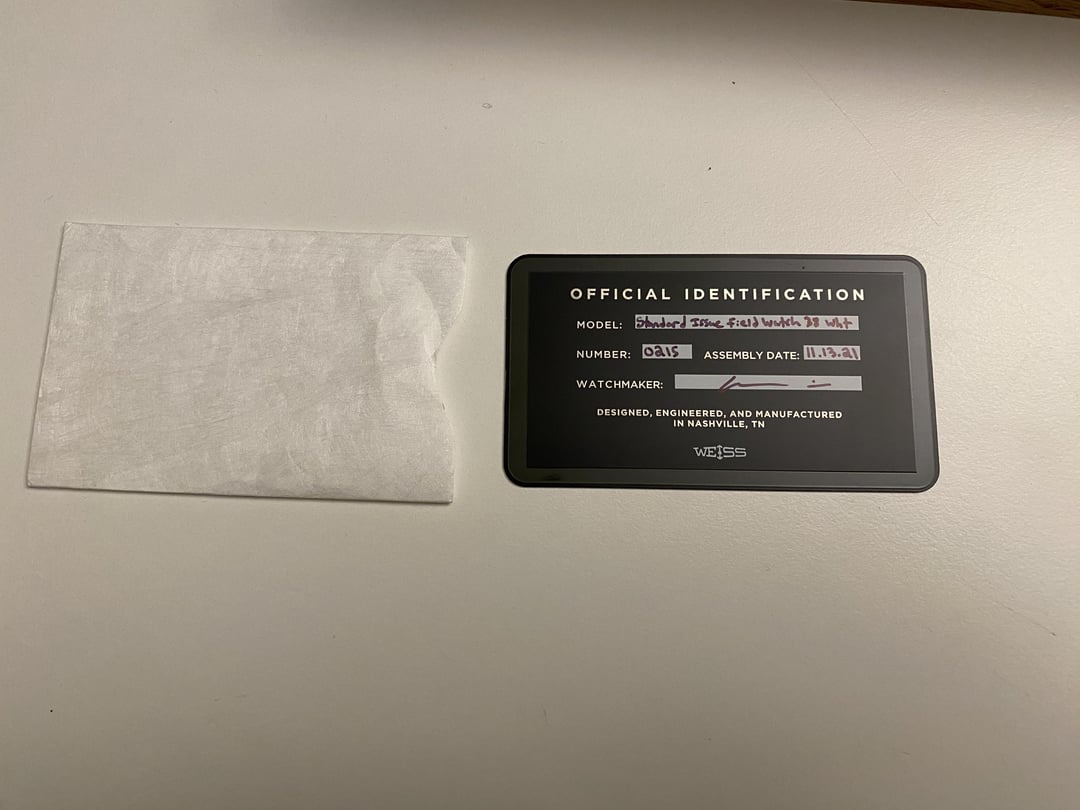 OFFICIAL IDENTIFICATION
MODEL: Standard Issue Field Watch 38 Wht
NUMBER: 0215 ASSEMBLY DATE: 11.13.21
WATCHMAKER:
DESIGNED, ENGINEERED, AND MANUFACTURED
IN NASHVILLE, TN
WEISS